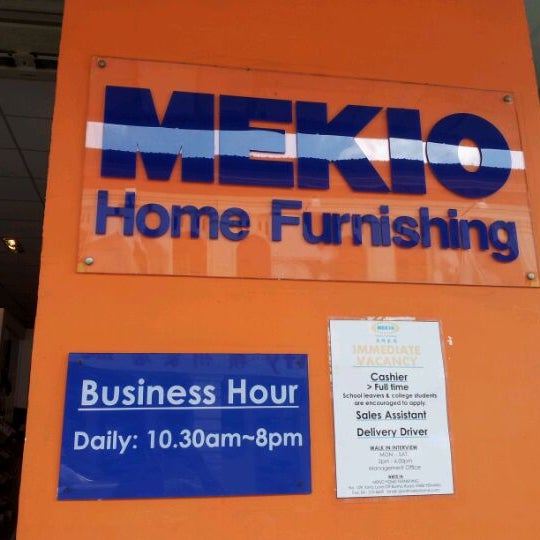 MEKIO
Home Furnishing
Business Hour
Daily: 10.30am~8pm
MEKIO
IMMEDIATE
VACANCY
Cashier
> Full time
School leavers & college students
are encouraged to apply.
Sales Assistant
Delivery Driver
WALK IN INTERVIEW
MON - SAT,
Management Office